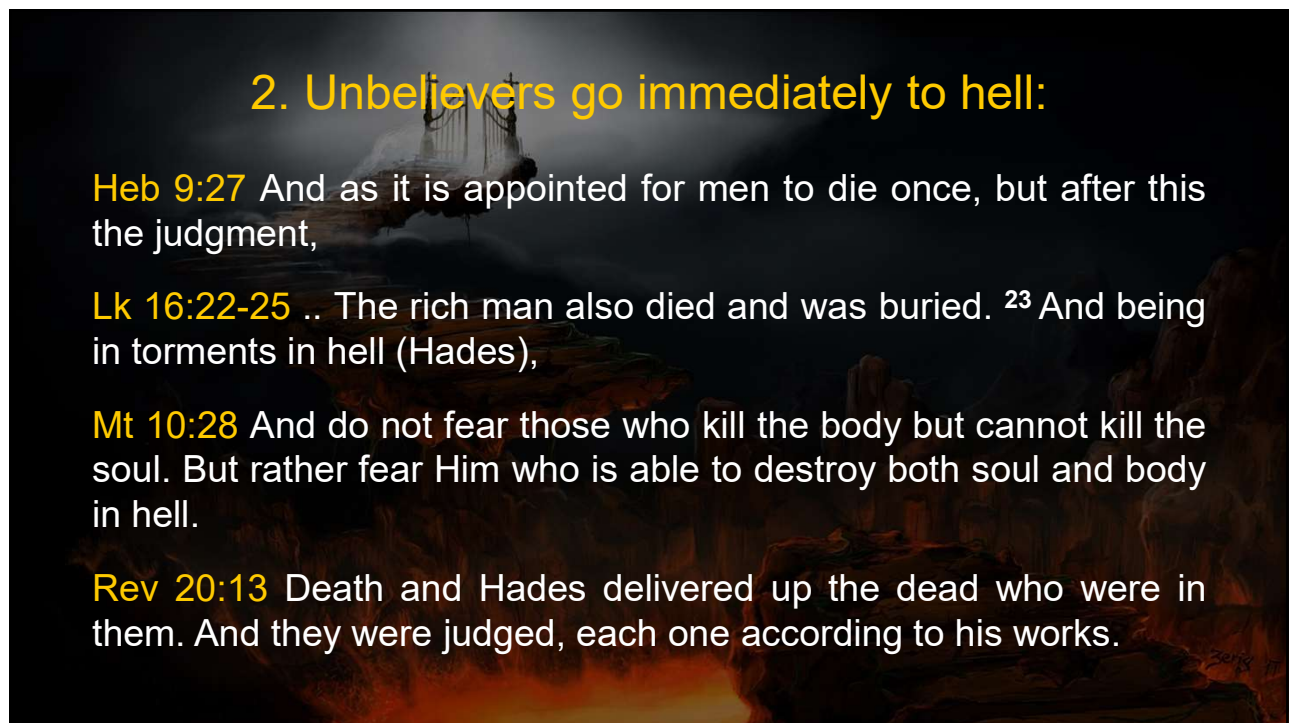 2. Unbelievers go immediately to hell:
Heb 9:27 And as it is appointed for men to die once, but after this
the judgment,
Lk 16:22-25 .. The rich man also died and was buried. 23 And being
in torments in hell (Hades),
Mt 10:28 And do not fear those who kill the body but cannot kill the
soul. But rather fear Him who is able to destroy both soul and body
in hell.
Rev 20:13 Death and Hades delivered up the dead who were in
them. And they were judged, each one according to his works.